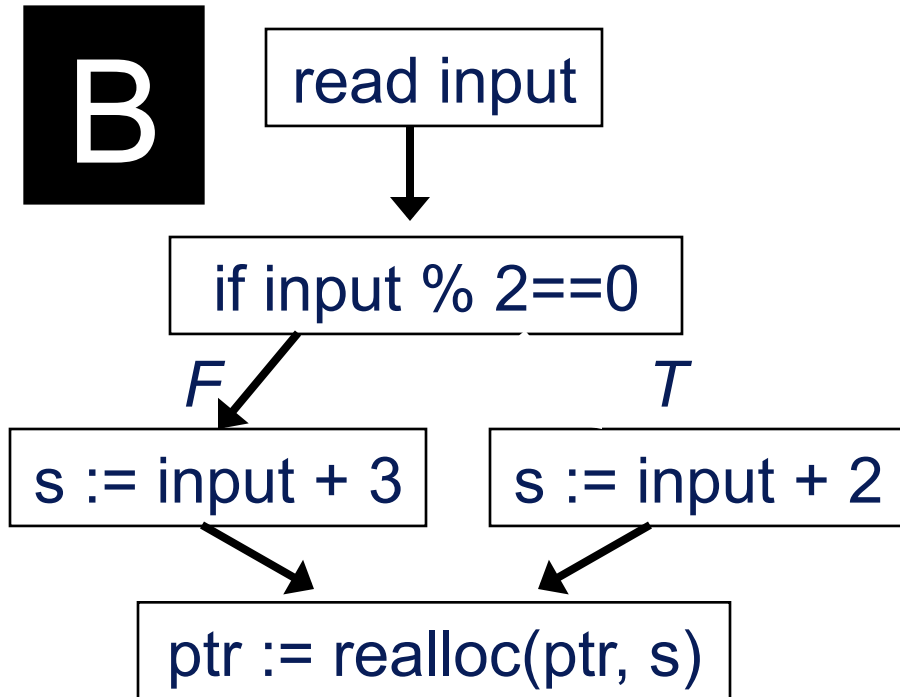 B
read input
if input % 2==0
F
T
s := input + 3
s := input + 2
ptr := realloc(ptr, s)